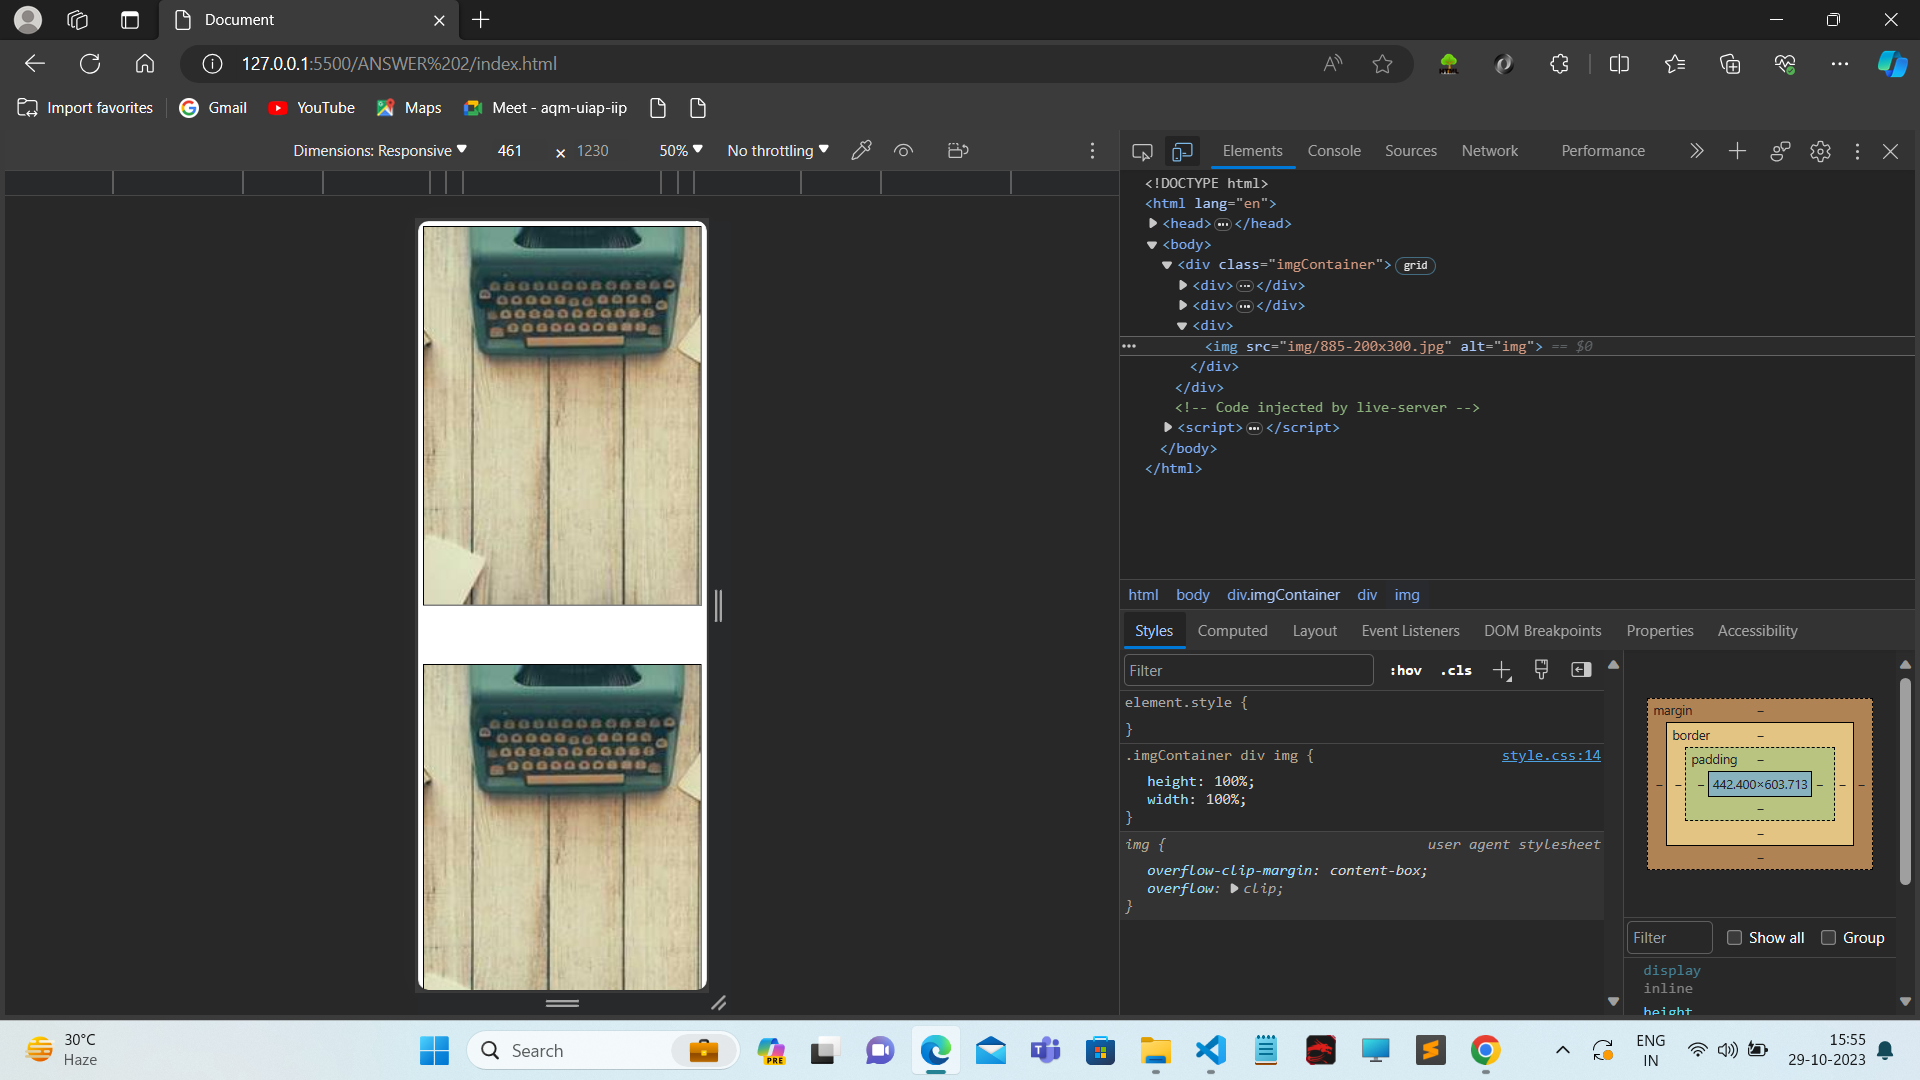 Document
127.0.0.1:5500/ANSWER%202/index.html
Import favorites
Gmail
YouTube
Maps
Meet - aqm-uiap-iip
Dimensions: Responsive
461
×
1230
50%
No throttling
Elements
Console
Sources
Network
Performance
<!DOCTYPE html>
<html lang="en">
<head>…</head>
<body>
<div class="imgContainer"> grid
<div>…</div>
<div>…</div>
<div>
<img src="img/885-200x300.jpg" alt="img"> == $0
</div>
</div>
<!-- Code injected by live-server -->
<script>…</script>
</body>
</html>
html body div.imgContainer div img
Styles
Computed
Layout
Event Listeners
DOM Breakpoints
Properties
Accessibility
Filter
:hov
.cls
element.style {
}
.imgContainer div img {
style.css:14
height: 100%;
width: 100%;
}
img {
user agent stylesheet
overflow-clip-margin: content-box;
overflow: clip;
}
margin
–
border
–
padding
–
– – – 442.400×603.713 – – –
–
–
–
Filter
Show all
Group
display
inline
height
30°C
Haze
Search
PRE
ENG
IN
15:55
29-10-2023